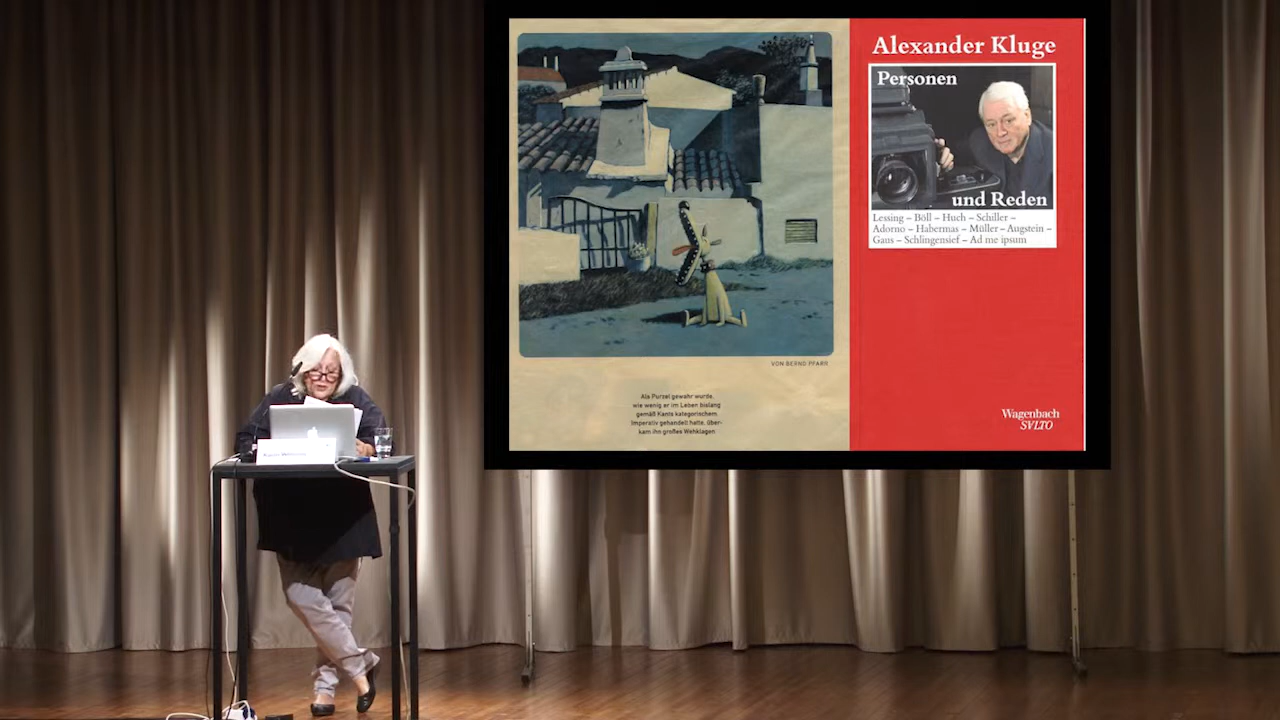 VON BERND PFARR
Als Purzel gewahr wurde,
wie wenig er im Leben bislang
gemäß Kants kategorischem
Imperativ gehandelt hatte, über-
kam ihn großes Wehklagen
Alexander Kluge
Personen
und Reden
Lessing – Böll – Huch – Schiller –
Adorno – Habermas – Müller – Augstein –
Gaus – Schlingensief – Ad me ipsum
Wagenbach
SVLTO